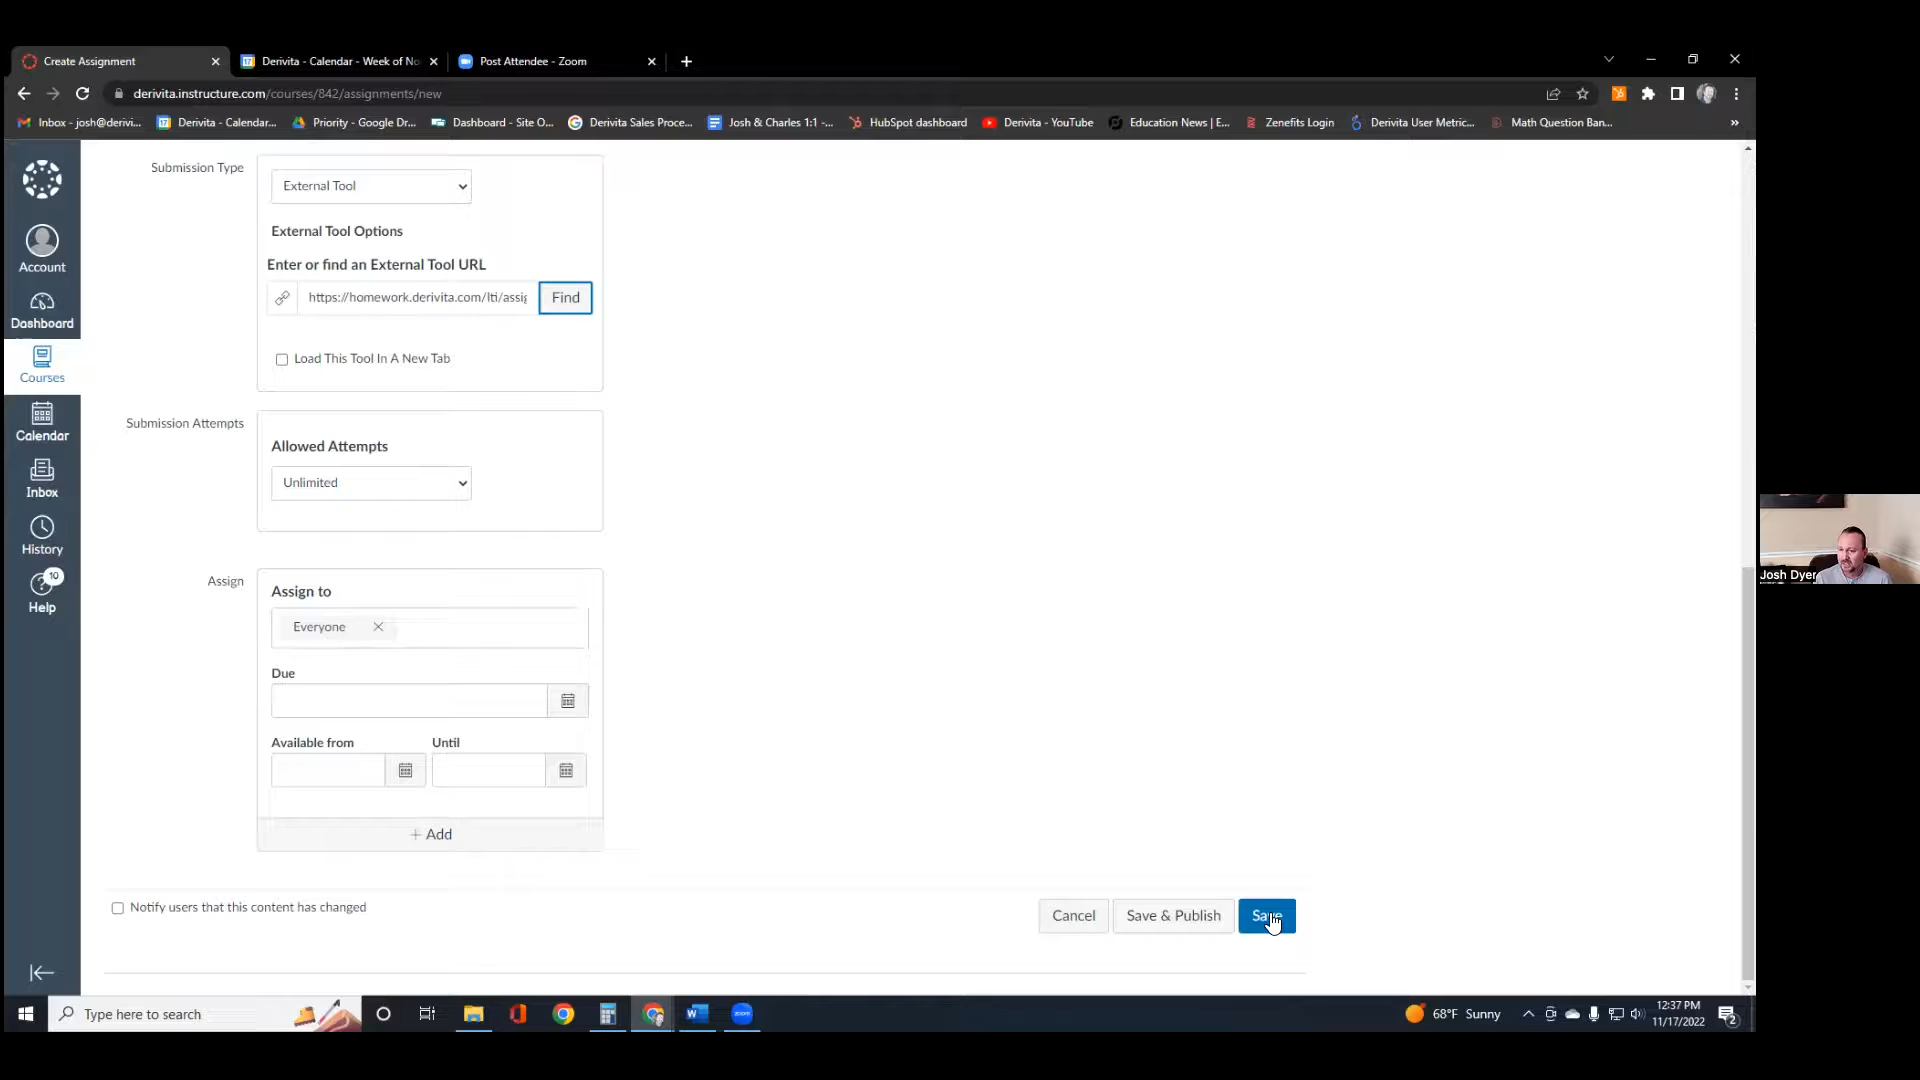 Create Assignment
Derivita - Calendar - Week of No
Post Attendee - Zoom
derivita.instructure.com/courses/842/assignments/new
Inbox - josh@derivi...
Derivita - Calendar...
Priority - Google Dr...
Dashboard - Site O...
Derivita Sales Proce...
Josh & Charles 1:1 -...
HubSpot dashboard
Derivita - YouTube
Education News | E...
Zenefits Login
Derivita User Metric...
Math Question Ban...
»
Account
Dashboard
Courses
Calendar
Inbox
History
10
Help
Submission Type
External Tool
External Tool Options
Enter or find an External Tool URL
https://homework.derivita.com/lti/assig
Find
Load This Tool In A New Tab
Submission Attempts
Allowed Attempts
Unlimited
Assign
Assign to
Everyone
Due
Available from
Until
+ Add
Notify users that this content has changed
Cancel
Save & Publish
Save
Josh Dyer
Type here to search
68°F Sunny
12:37 PM
11/17/2022
2